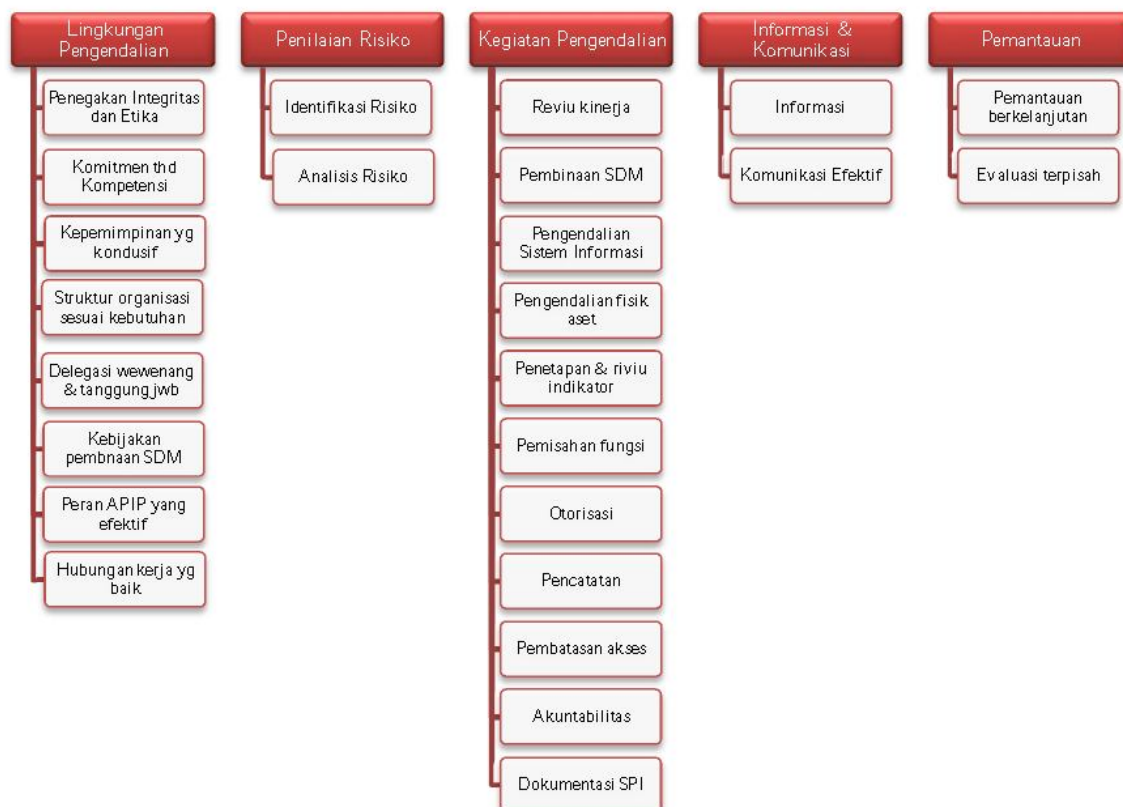 Lingkungan
Pengendalian
Penegakan Integritas
dan Etika
Komitmen thd
Kompetensi
Kepemimpinan yg
kondusif
Struktur organisasi
sesuai kebutuhan
Delegasi wewenang
& tanggung jwb
Kebijakan
pembnaan SDM
Peran APIP yang
efektif
Hubungan kerja yg
baik
Penilaian Risiko
Identifikasi Risiko
Analisis Risiko
Kegiatan Pengendalian
Reviu kinerja
Pembinaan SDM
Pengendalian
Sistem Informasi
Pengendalian fisik
aset
Penetapan & riviu
indikator
Pemisahan fungsi
Otorisasi
Pencatatan
Pembatasan akses
Akuntabilitas
Dokumentasi SPI
Informasi &
Komunikasi
Informasi
Komunikasi Efektif
Pemantauan
Pemantauan
berkelanjutan
Evaluasi terpisah